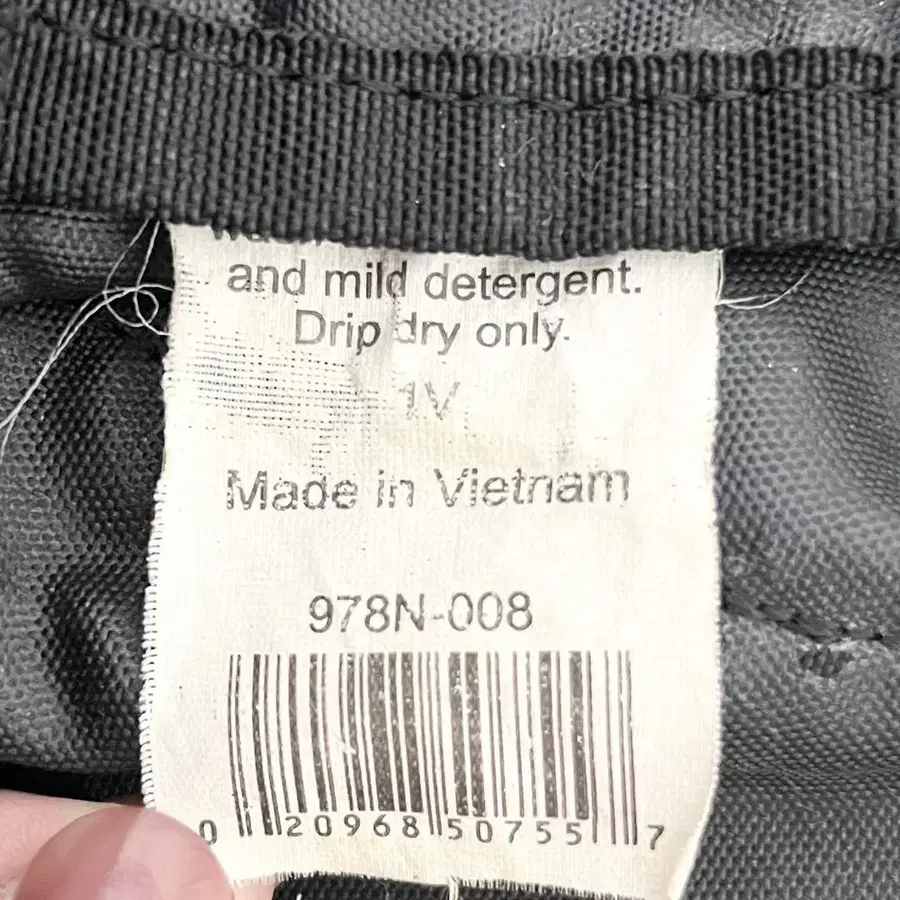 and mild detergent.
Drip dry only.
1V
Made in Vietnam
978N-008
0 20968 50755 7